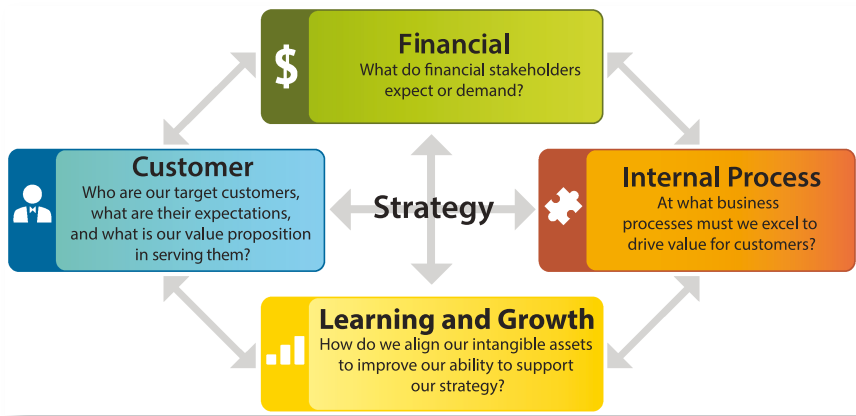 $
Financial
What do financial stakeholders
expect or demand?
Customer
Who are our target customers,
what are their expectations,
and what is our value proposition
in serving them?
Strategy
Internal Process
At what business
processes must we excel to
drive value for customers?
Learning and Growth
How do we align our intangible assets
to improve our ability to support
our strategy?